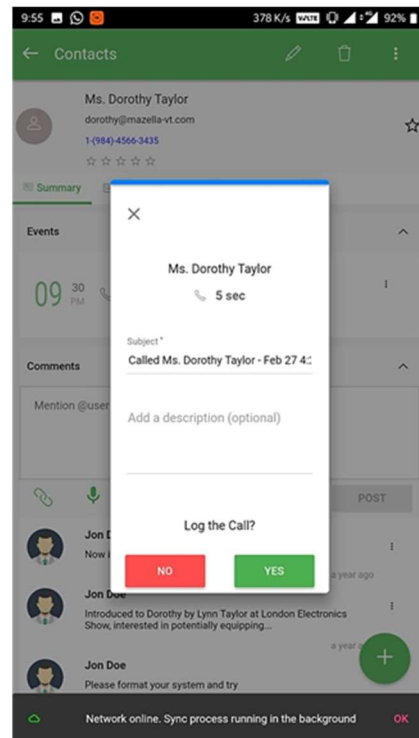 9:55 378 K/s VoLTE 4G 92%
Contacts
Ms. Dorothy Taylor
dorothy@mazella-vt.com
1-(984)-4566-3435
Summary
Events
09 30
PM
Ms. Dorothy Taylor
5 sec
Subject *
Called Ms. Dorothy Taylor - Feb 27 4:
Add a description (optional)
Log the Call?
NO YES
Comments
Mention @user
POST
Jon
Now
a year ago
Jon Doe
Introduced to Dorothy by Lynn Taylor at London Electronics
Show, interested in potentially equipping...
a year
Jon Doe
Please format your system and try
Network online. Sync process running in the background OK